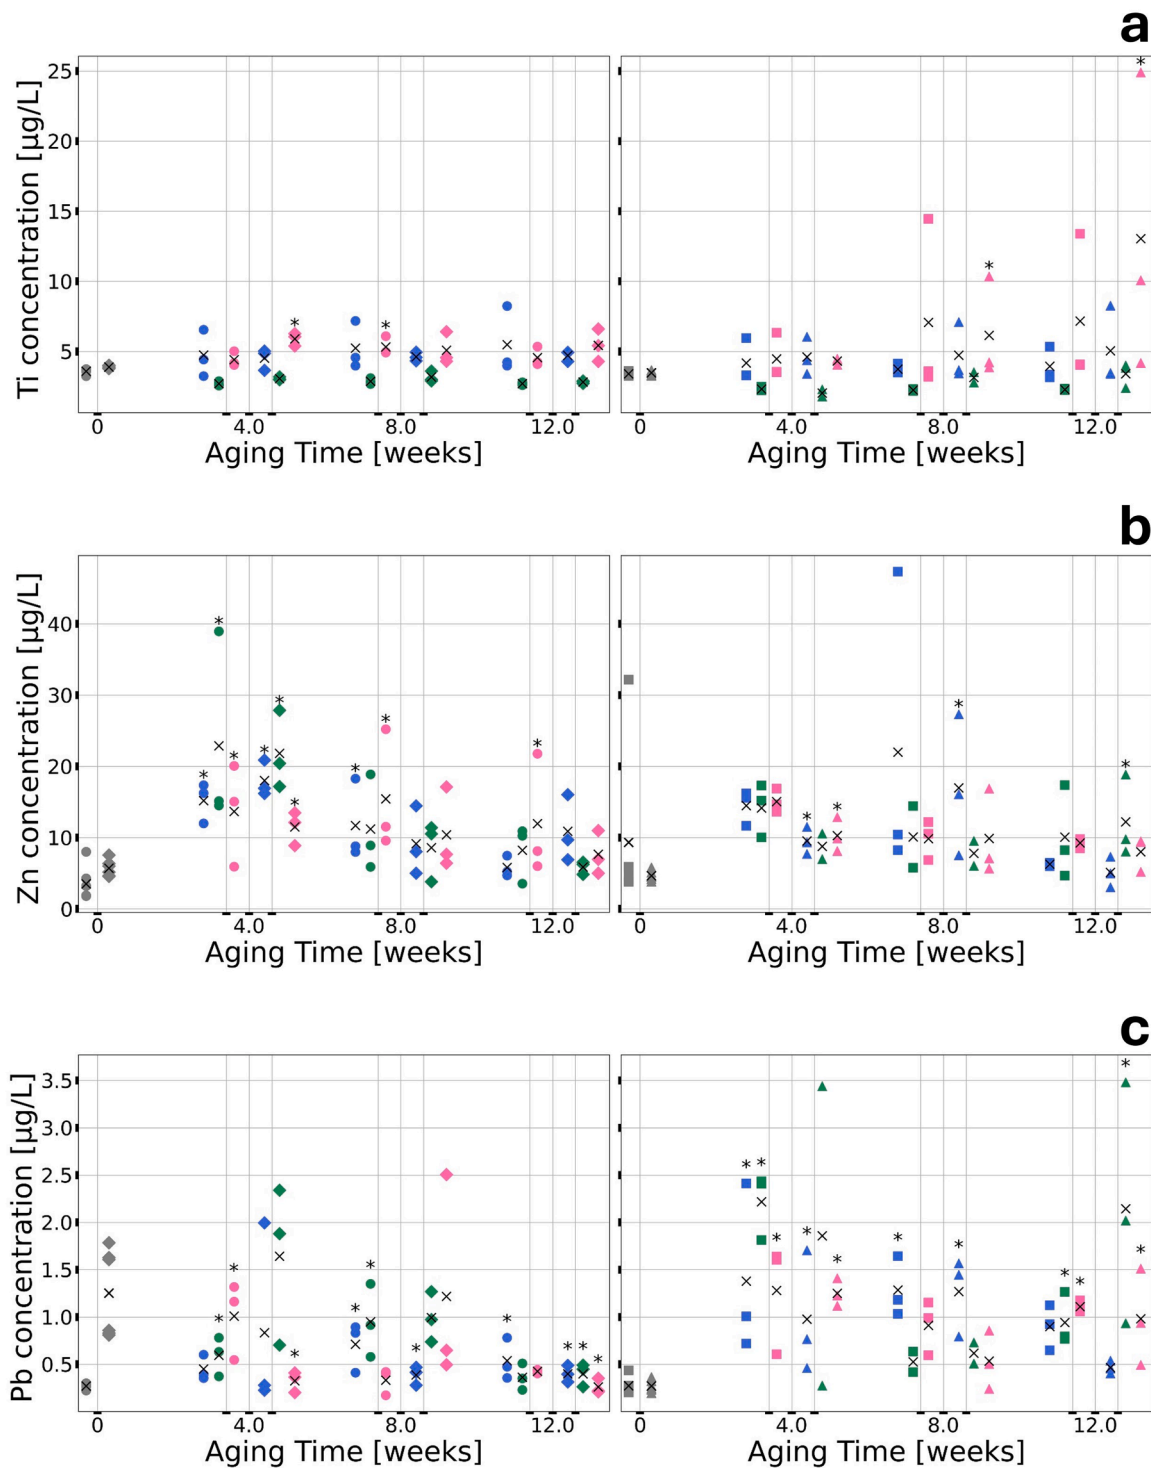 a
Ti concentration [µg/L]
25
20
15
10
5
0 4.0 8.0 12.0 0 4.0 8.0 12.0
Aging Time [weeks] Aging Time [weeks]
b
Zn concentration [µg/L]
40
30
20
10
0
0 4.0 8.0 12.0 0 4.0 8.0 12.0
Aging Time [weeks] Aging Time [weeks]
c
Pb concentration [µg/L]
3.5
3.0
2.5
2.0
1.5
1.0
0.5
0 4.0 8.0 12.0 0 4.0 8.0 12.0
Aging Time [weeks] Aging Time [weeks]